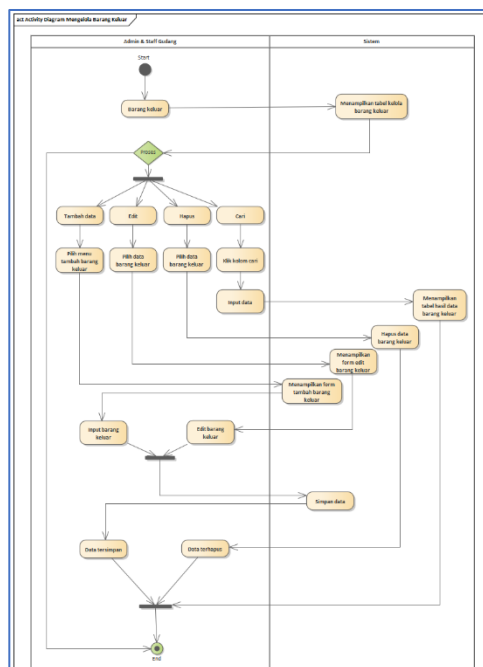 act Activity Diagram Mengelola Barang Keluar
Admin & Staff Gudang
Sistem
Start
Barang keluar
Menampilkan tabel kelola
barang keluar
Proses
Tambah data
Edit
Hapus
Cari
Pilih menu
tambah barang
keluar
Pilih data
barang keluar
Pilih data
barang keluar
Klik kolom cari
Input data
Menampilkan
tabel hasil data
barang keluar
Hapus data
barang keluar
Menampilkan
form edit
barang keluar
Menampilkan form
tambah barang
keluar
Input barang
keluar
Edit barang
keluar
Simpan data
Data tersimpan
Data terhapus
End